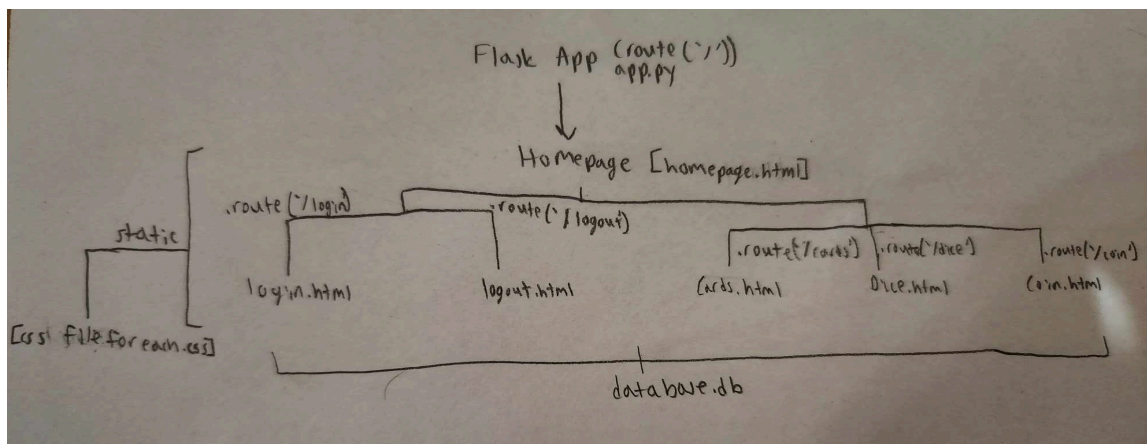 Flask App (route('/'))
app.py
Homepage [homepage.html]
.route('/login')
.route('/logout')
static
.route('/cards')
.route('/dice')
.route('/coin')
login.html
logout.html
Cards.html
Dice.html
Coin.html
[css file for each.css]
database.db